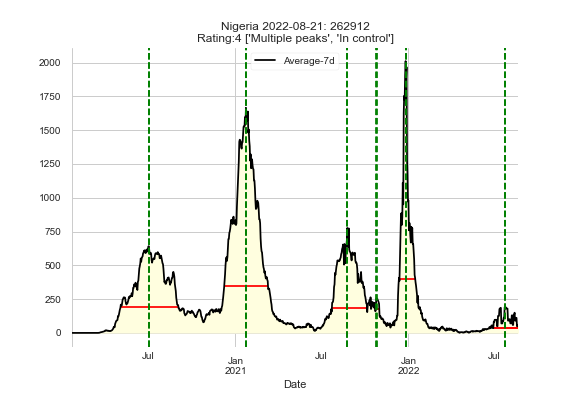 Nigeria 2022-08-21: 262912
Rating:4 ['Multiple peaks', 'In control']
Average-7d
2000
1750
1500
1250
1000
750
500
250
0
Jul
Jan
2021
Jul
Jan
2022
Jul
Date